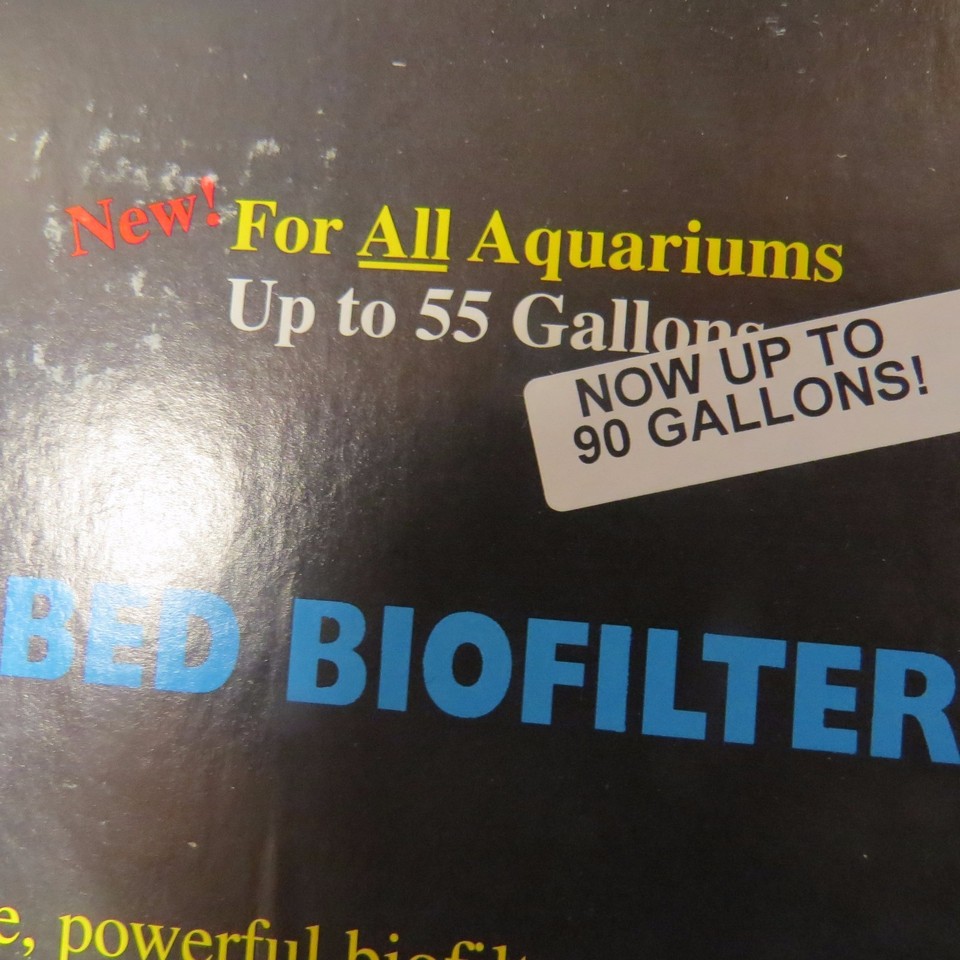 New! For All Aquariums
Up to 55 Gallons
NOW UP TO
90 GALLONS!
BED BIOFILTER
powerful